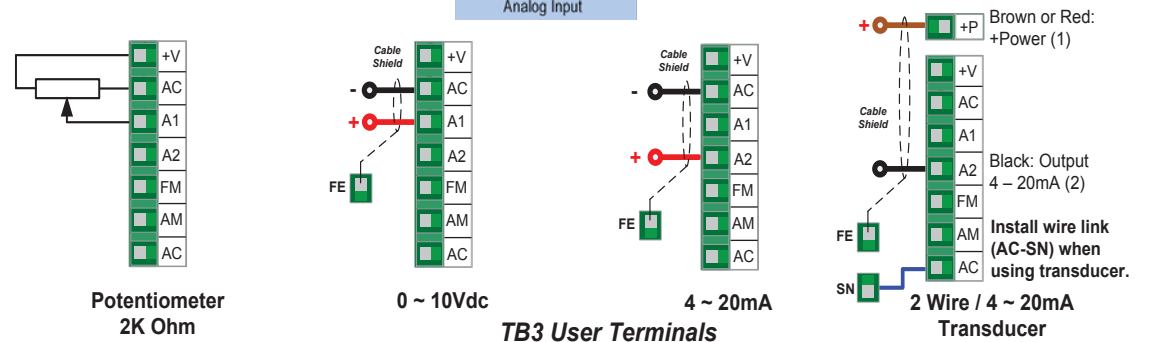 Analog Input
+V
AC
A1
A2
FM
AM
AC
Potentiometer
2K Ohm
Cable
Shield
-
+
FE
+V
AC
A1
A2
FM
AM
AC
0 ~ 10Vdc
Cable
Shield
-
+
FE
+V
AC
A1
A2
FM
AM
AC
4 ~ 20mA
TB3 User Terminals
+
+P
Brown or Red:
+Power (1)
Cable
Shield
+V
AC
A1
A2
FM
AM
AC
Black: Output
4 – 20mA (2)
FE
SN
Install wire link
(AC-SN) when
using transducer.
2 Wire / 4 ~ 20mA
Transducer